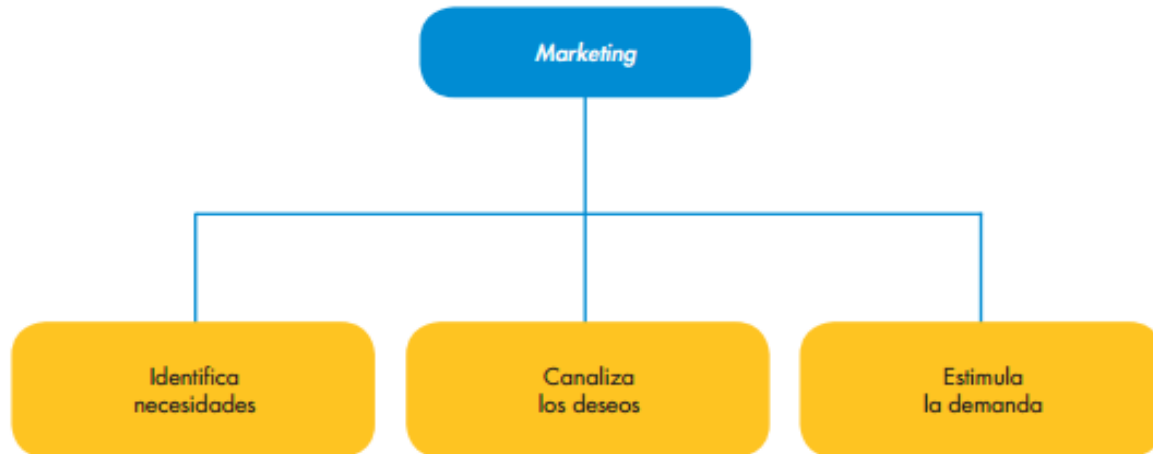 Marketing
Identifica
necesidades
Canaliza
los deseos
Estimula
la demanda